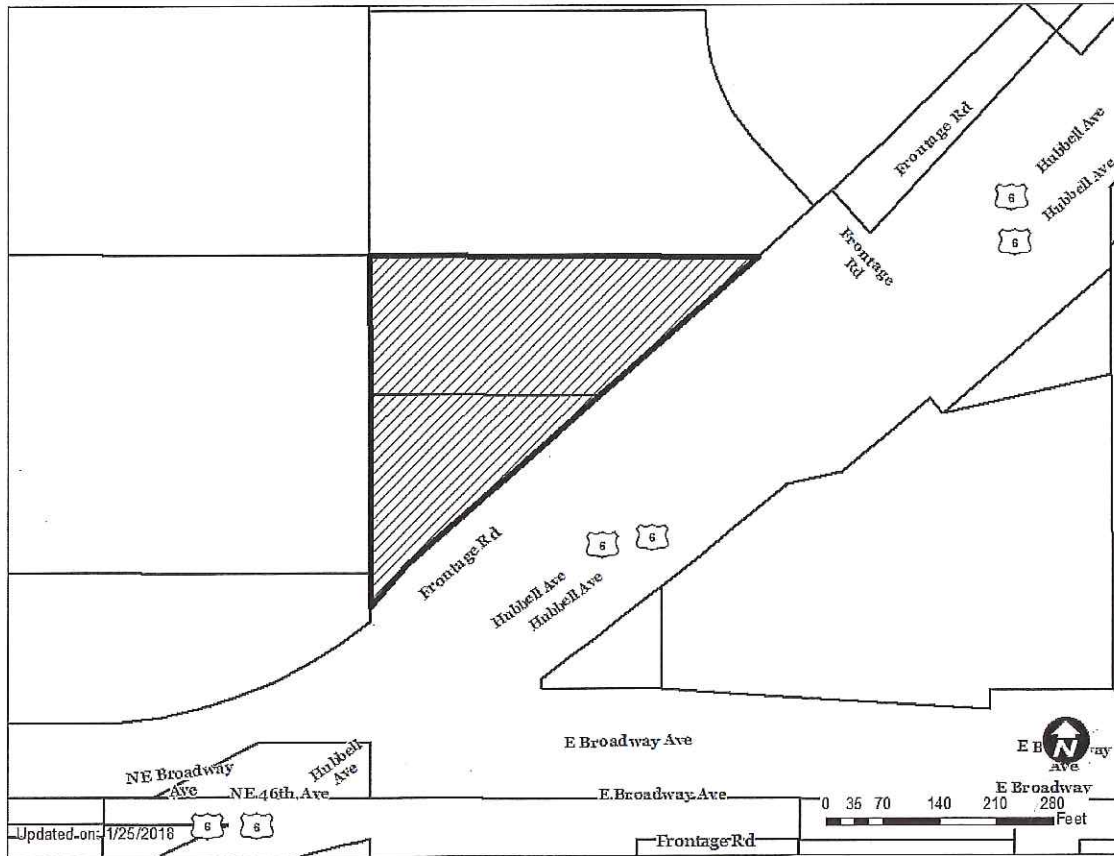 Frontage Rd
Hubbell Ave
Hubbell Ave
6
6
Frontage
Rd
Frontage Rd
6
6
Hubbell Ave
Hubbell Ave
E Broadway Ave
N
NE Broadway
Ave
Hubbell
Ave
Ave
NE 46th Ave
E Broadway Ave
E Broadway
0 35 70 140 210 280
Feet
Updated on: 1/25/2018
6
6
Frontage Rd